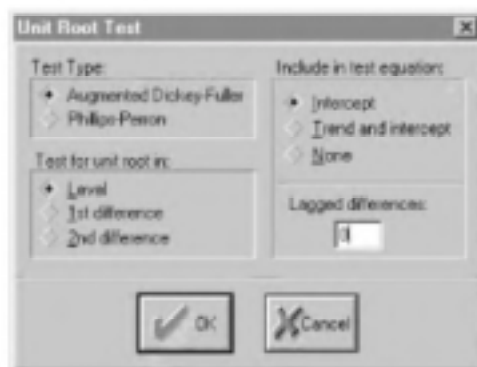 Unit Root Test
Test Type:
Augmented Dickey-Fuller
Phillips-Perron
Test for unit root in:
Level
1st difference
2nd difference
Include in test equation:
Intercept
Trend and intercept
None
Lagged differences:
OK
Cancel